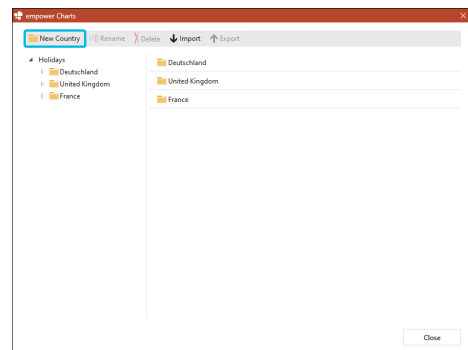 empower Charts
New Country Rename Delete Import Export
Holidays
Deutschland
United Kingdom
France
Deutschland
United Kingdom
France
Close